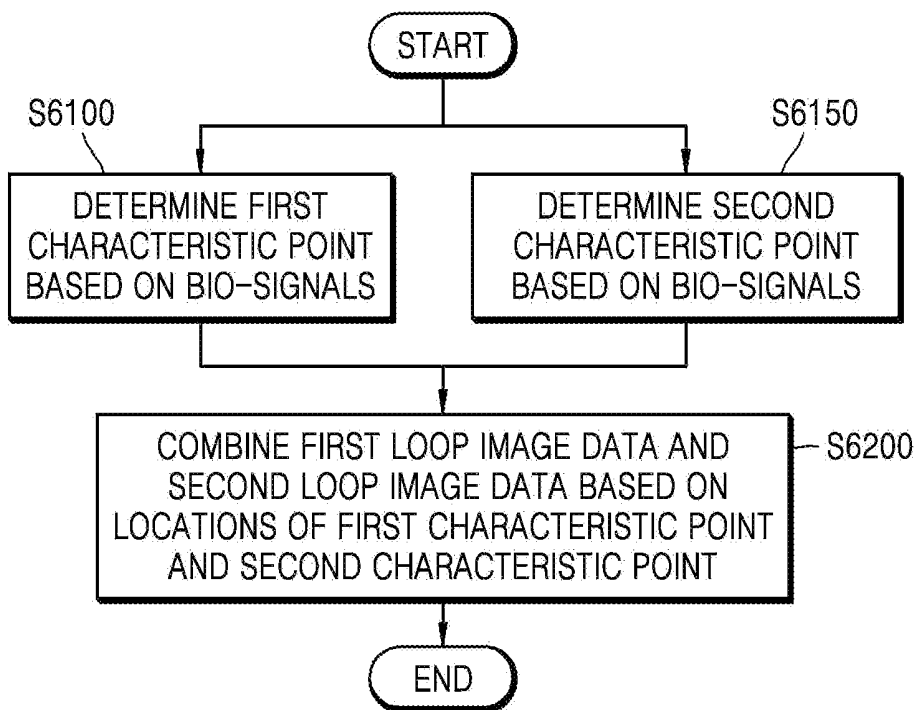 START
S6100
S6150
DETERMINE FIRST
CHARACTERISTIC POINT
BASED ON BIO-SIGNALS
DETERMINE SECOND
CHARACTERISTIC POINT
BASED ON BIO-SIGNALS
COMBINE FIRST LOOP IMAGE DATA AND
SECOND LOOP IMAGE DATA BASED ON
LOCATIONS OF FIRST CHARACTERISTIC POINT
AND SECOND CHARACTERISTIC POINT
S6200
END